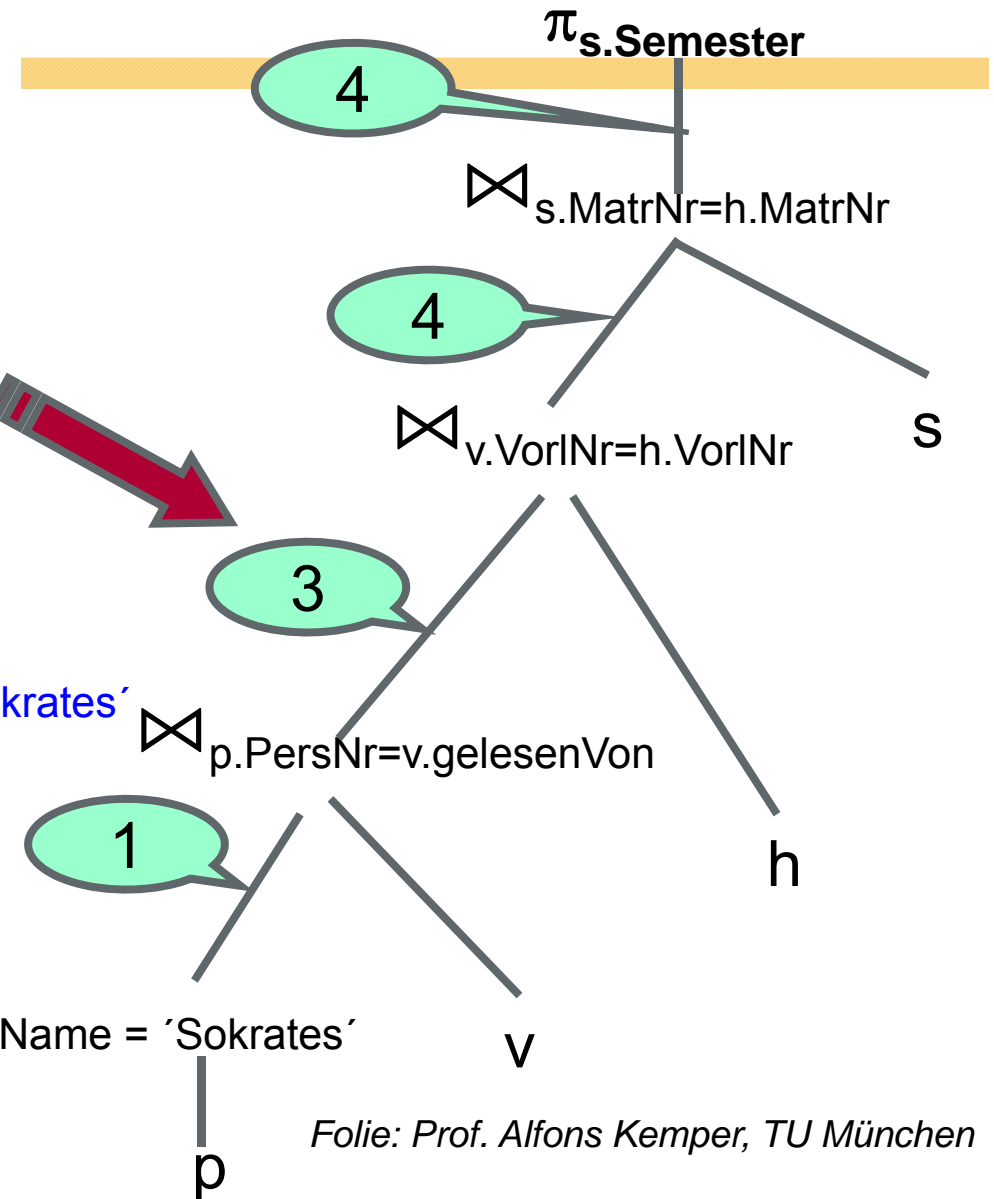 πs.Semester
4
⋈s.MatrNr=h.MatrNr
4
⋈v.VorlNr=h.VorlNr
s
3
krates´
⋈p.PersNr=v.gelesenVon
1
h
Name = ´Sokrates´
v
p
Folie: Prof. Alfons Kemper, TU München